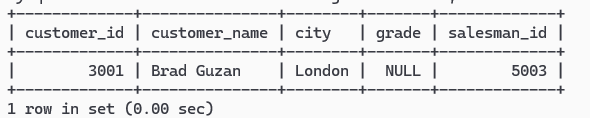 +-------------+---------------+--------+-------+-------------+
| customer_id | customer_name | city   | grade | salesman_id |
+-------------+---------------+--------+-------+-------------+
|        3001 | Brad Guzan    | London |  NULL |        5003 |
+-------------+---------------+--------+-------+-------------+
1 row in set (0.00 sec)